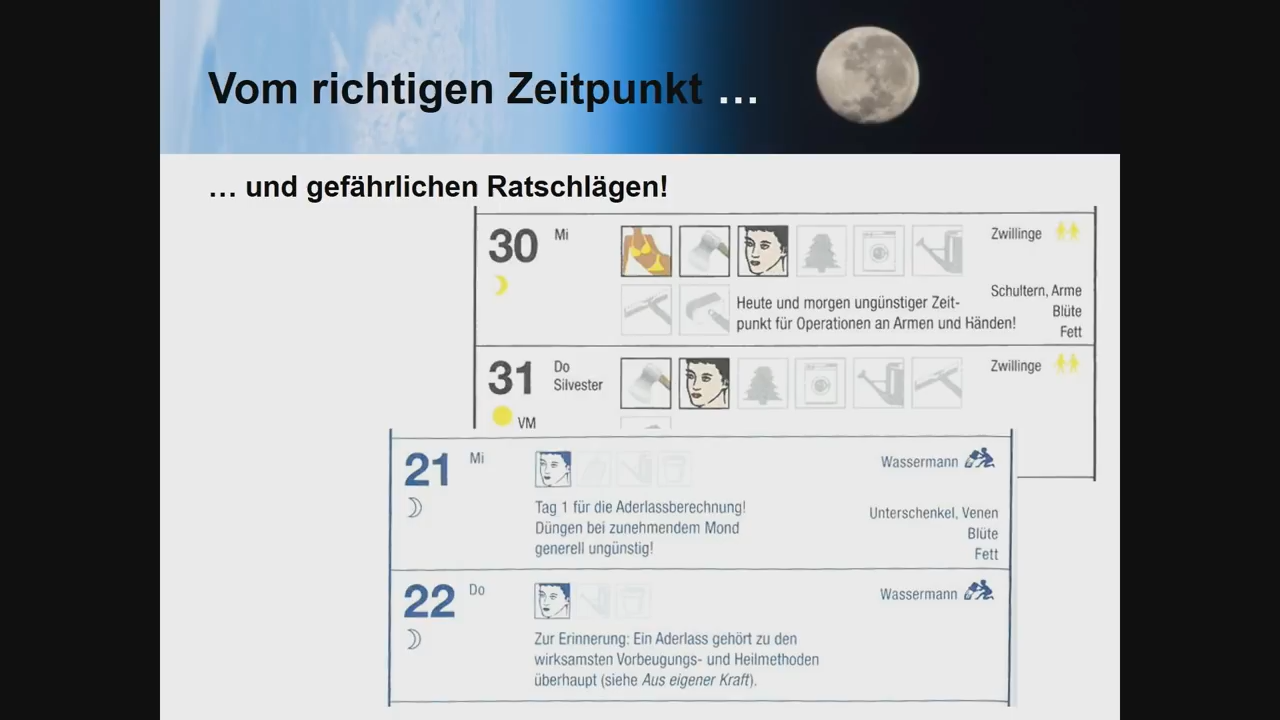 Vom richtigen Zeitpunkt …
… und gefährlichen Ratschlägen!
30 Mi Zwillinge
Schultern, Arme
Heute und morgen ungünstiger Zeit-
Blüte
punkt für Operationen an Armen und Händen!
Fett
31 Do Zwillinge
Silvester
VM
21 Mi Wassermann
Tag 1 für die Aderlassberechnung! Unterschenkel, Venen
Düngen bei zunehmendem Mond Blüte
generell ungünstig! Fett
22 Do Wassermann
Zur Erinnerung: Ein Aderlass gehört zu den
wirksamsten Vorbeugungs- und Heilmethoden
überhaupt (siehe Aus eigener Kraft).